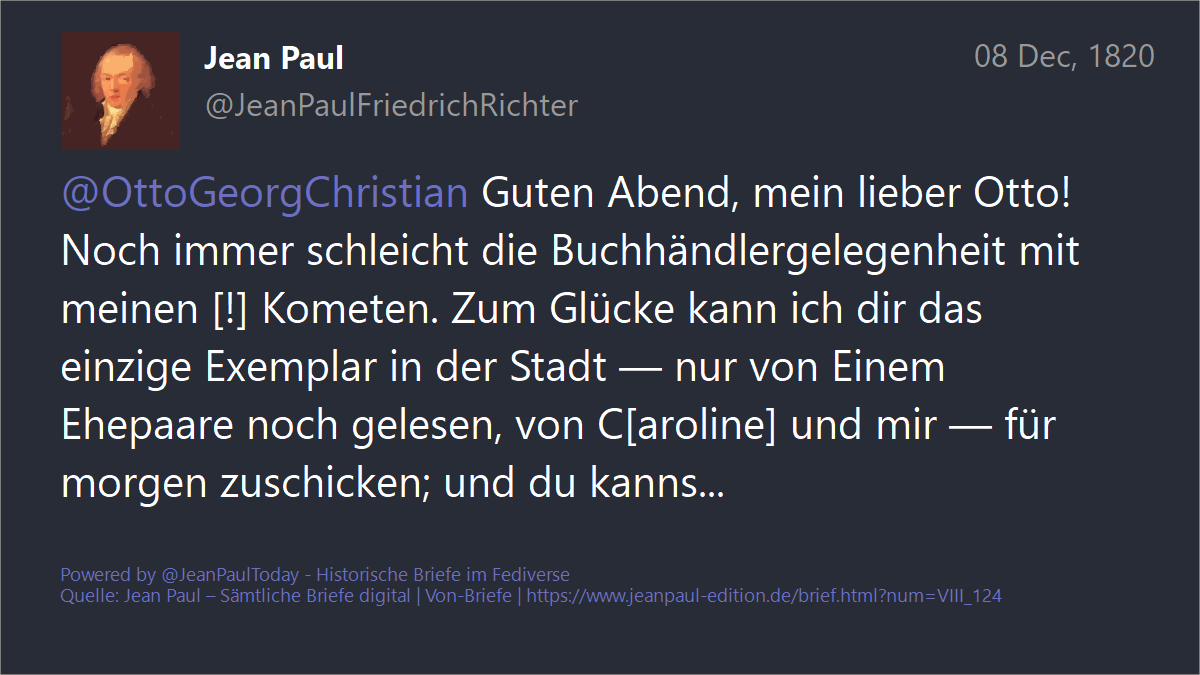 Jean Paul
08 Dec, 1820
@JeanPaulFriedrichRichter
@OttoGeorgChristian Guten Abend, mein lieber Otto!
Noch immer schleicht die Buchhändlergelegenheit mit
meinen [!] Kometen. Zum Glücke kann ich dir das
einzige Exemplar in der Stadt — nur von Einem
Ehepaare noch gelesen, von C[aroline] und mir — für
morgen zuschicken; und du kanns...
Powered by @JeanPaulToday - Historische Briefe im Fediverse
Quelle: Jean Paul – Sämtliche Briefe digital | Von-Briefe | https://www.jeanpaul-edition.de/brief.html?num=VIII_124